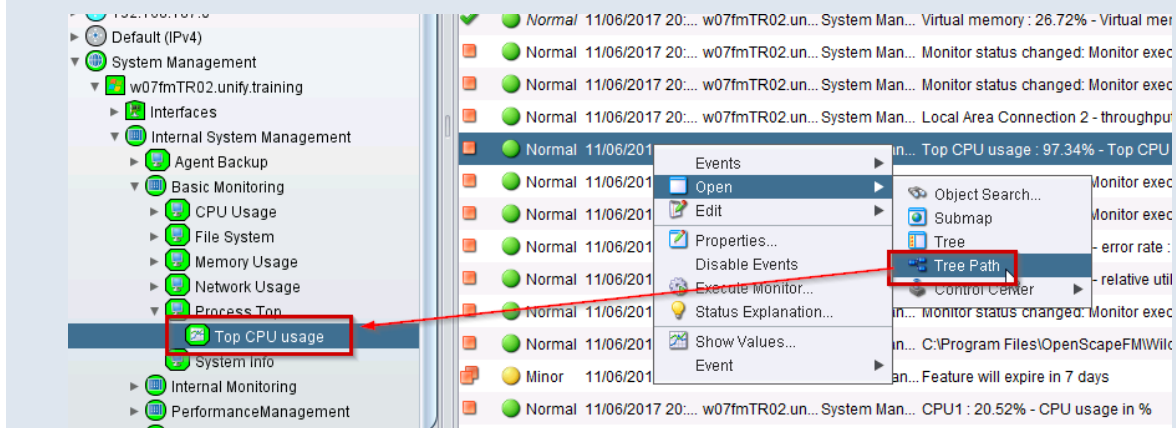 Default (IPv4)
System Management
w07fmTR02.unify.training
Interfaces
Internal System Management
Agent Backup
Basic Monitoring
CPU Usage
File System
Memory Usage
Network Usage
Process Top
Top CPU usage
System Info
Internal Monitoring
PerformanceManagement
Normal 11/06/2017 20:... w07fmTR02.un... System Man... Virtual memory : 26.72% - Virtual mer
Normal 11/06/2017 20:... w07fmTR02.un... System Man... Monitor status changed: Monitor exec
Normal 11/06/2017 20:... w07fmTR02.un... System Man... Monitor status changed: Monitor exec
Normal 11/06/2017 20:... w07fmTR02.un... System Man... Local Area Connection 2 - throughput
Normal 11/06/201 an... Top CPU usage : 97.34% - Top CPU
Normal 11/06/201 Monitor exec
Normal 11/06/201 Monitor exec
Normal 11/06/201 - error rate :
Normal 11/06/201 - relative util
Normal 11/06/201 an... Monitor status changed: Monitor exec
Normal 11/06/201 an... C:\Program Files\OpenScapeFM\Wild
Minor 11/06/201 an... Feature will expire in 7 days
Normal 11/06/2017 20:... w07fmTR02.un... System Man... CPU1 : 20.52% - CPU usage in %
Events
Open
Edit
Properties...
Disable Events
Execute Monitor...
Status Explanation...
Show Values...
Event
Object Search...
Submap
Tree
Tree Path
Control Center